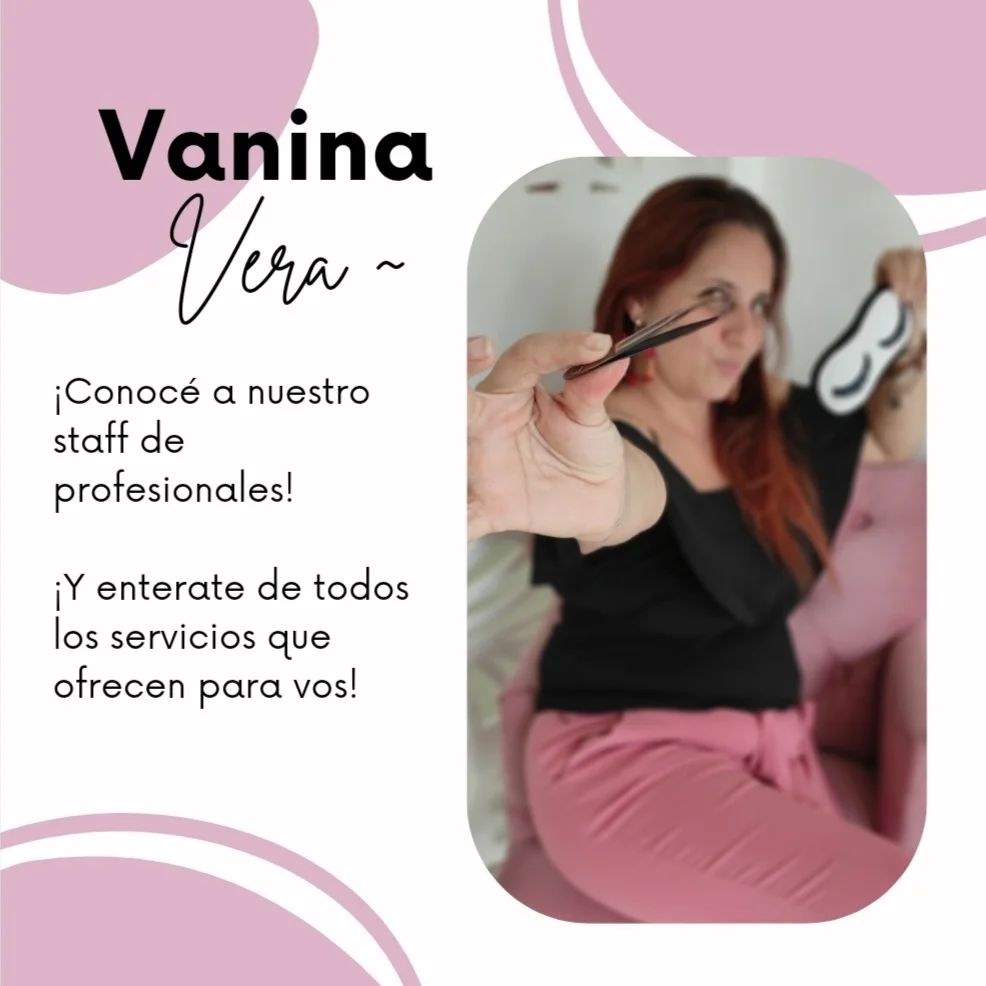 Vanina
Vera ~
¡Conocé a nuestro
staff de
profesionales!
¡Y enterate de todos
los servicios que
ofrecen para vos!